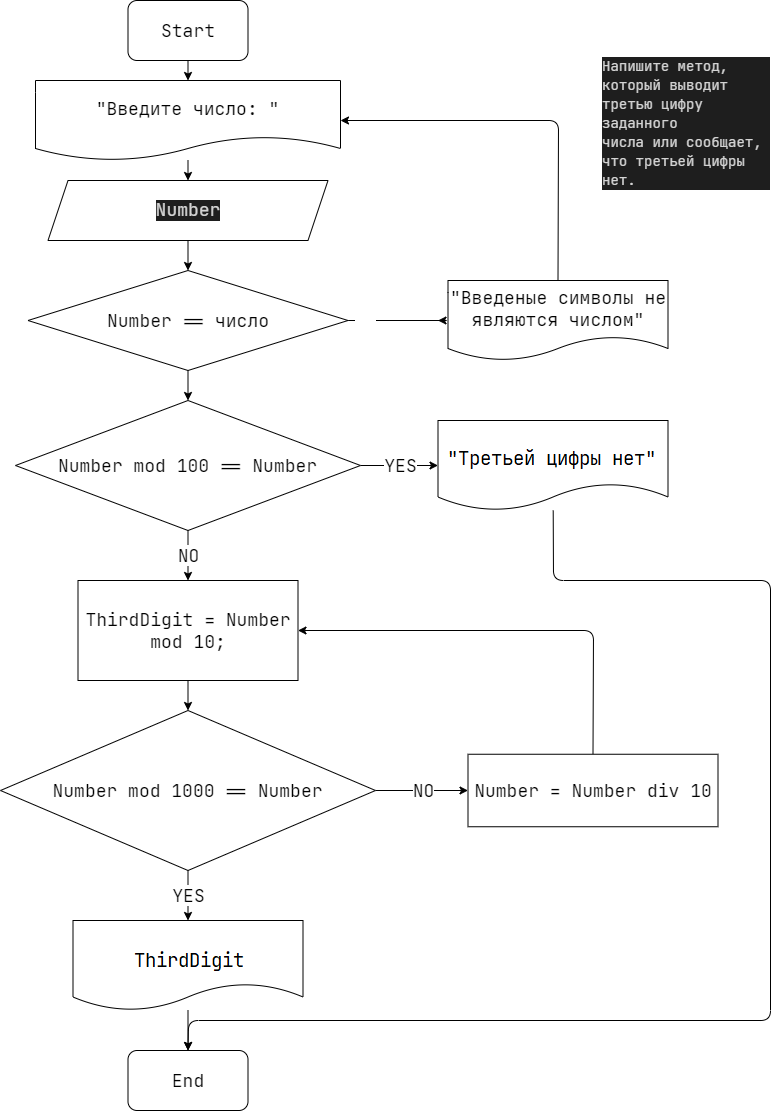 Start
"Введите число: "
Напишите метод,
который выводит
третью цифру
заданного
числа или сообщает,
что третьей цифры
нет.
Number
Number == число
"Введеные символы не
являются числом"
Number mod 100 == Number
YES
"Третьей цифры нет"
NO
ThirdDigit = Number
mod 10;
Number mod 1000 == Number
NO
Number = Number div 10
YES
ThirdDigit
End